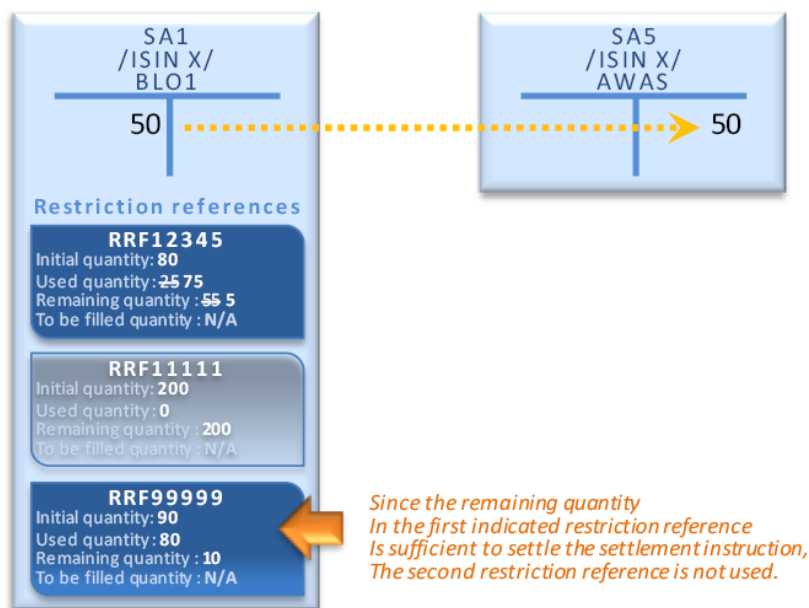 SA1
/ISIN X/
BLO1
50
SA5
/ISIN X/
AWAS
50
Restriction references
RRF12345
Initial quantity: 80
Used quantity: 25 75
Remaining quantity : 55 5
To be filled quantity : N/A
RRF11111
Initial quantity: 200
Used quantity: 0
Remaining quantity : 200
To be filled quantity : N/A
RRF99999
Initial quantity: 90
Used quantity: 80
Remaining quantity : 10
To be filled quantity : N/A
Since the remaining quantity
In the first indicated restriction reference
Is sufficient to settle the settlement instruction,
The second restriction reference is not used.